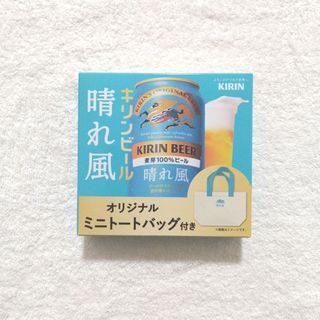 KIRIN
キリンビール
晴れ風
KIRIN BEER
麦芽100%ビール
晴れ風
オリジナル
ミニトートバッグ付き